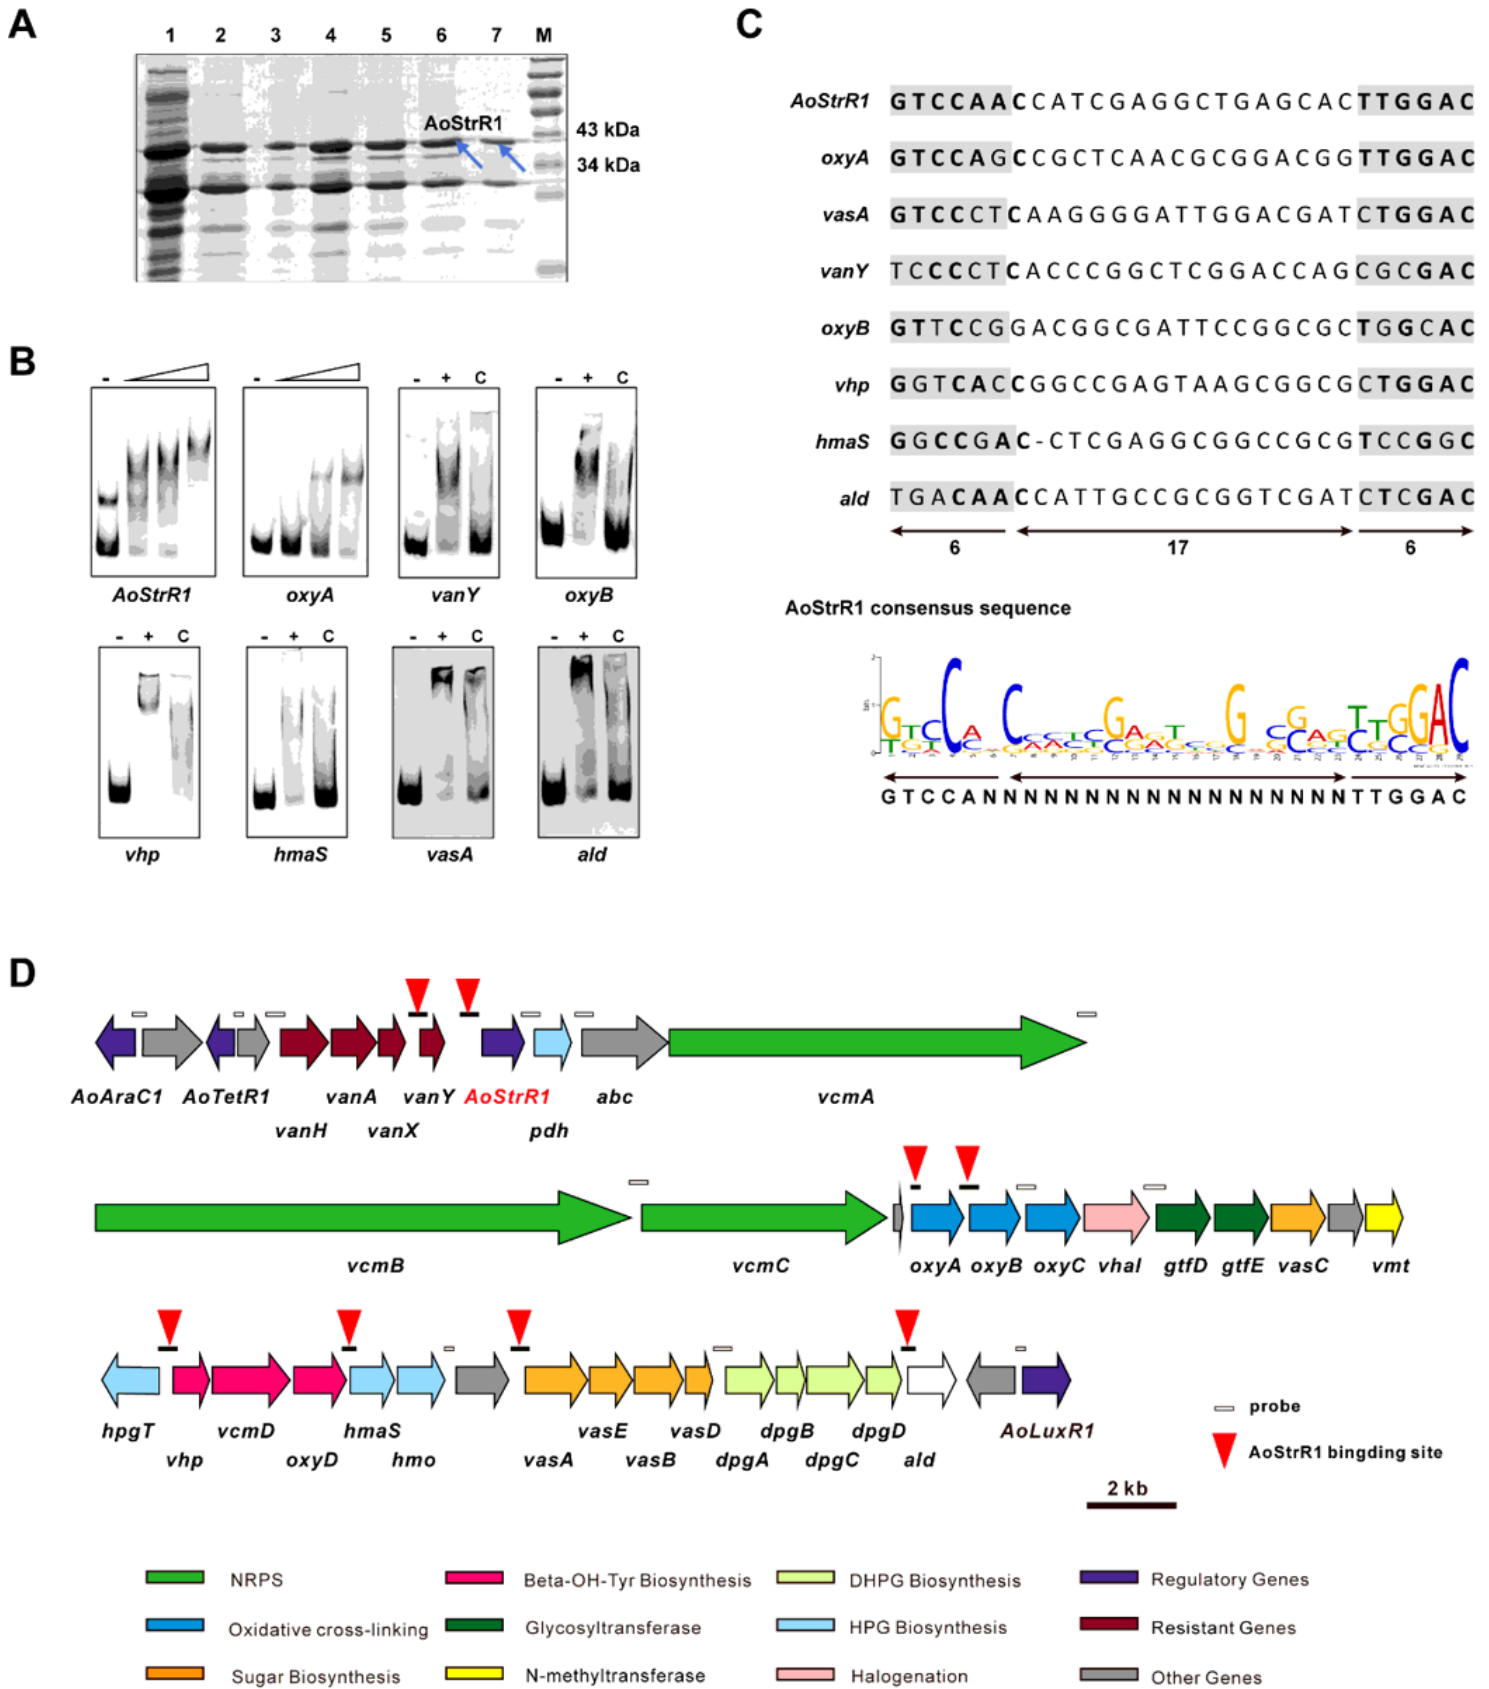 A
1 2 3 4 5 6 7 M
AoStrR1
43 kDa
34 kDa
B
-
AoStrR1
-
oxyA
- + C
vanY
- + C
oxyB
- + C
vhp
- + C
hmaS
- + C
vasA
- + C
ald
C
AoStrR1 GTCCAACCATCGAGGCTGAGCACTTGGAC
oxyA GTCCAGCCGCTCAACGCGGACGGTTGGAC
vasA GTCCCTCAAGGGGATTGGACGATCTGGAC
vanY TCCCCTCACCCGGCTCGGACCAGCGCGAC
oxyB GTTCCGGACGGCGATTCCGGCGCTGGCAC
vhp GGTCACCGGCCGAGTAAGCGGCGCTGGAC
hmaS GGCCGAC-CTCGAGGCGGCCGCGTCCGGC
ald TGACAACCATTGCCGCGGTCGATCTCGAC
6 17 6
AoStrR1 consensus sequence
GTCCANNNNNNNNNNNNNNNNNNTTGGAC
D
AoAraC1 AoTetR1 vanA vanY AoStrR1 abc vcmA
vanH vanX pdh
vcmB vcmC oxyA oxyB oxyC vhal gtfD gtfE vasC vmt
hpgT vcmD hmaS vasE vasD dpgB dpgD AoLuxR1
vhp oxyD hmo vasA vasB dpgA dpgC ald
probe
AoStrR1 bingding site
2 kb
NRPS Beta-OH-Tyr Biosynthesis DHPG Biosynthesis Regulatory Genes
Oxidative cross-linking Glycosyltransferase HPG Biosynthesis Resistant Genes
Sugar Biosynthesis N-methyltransferase Halogenation Other Genes